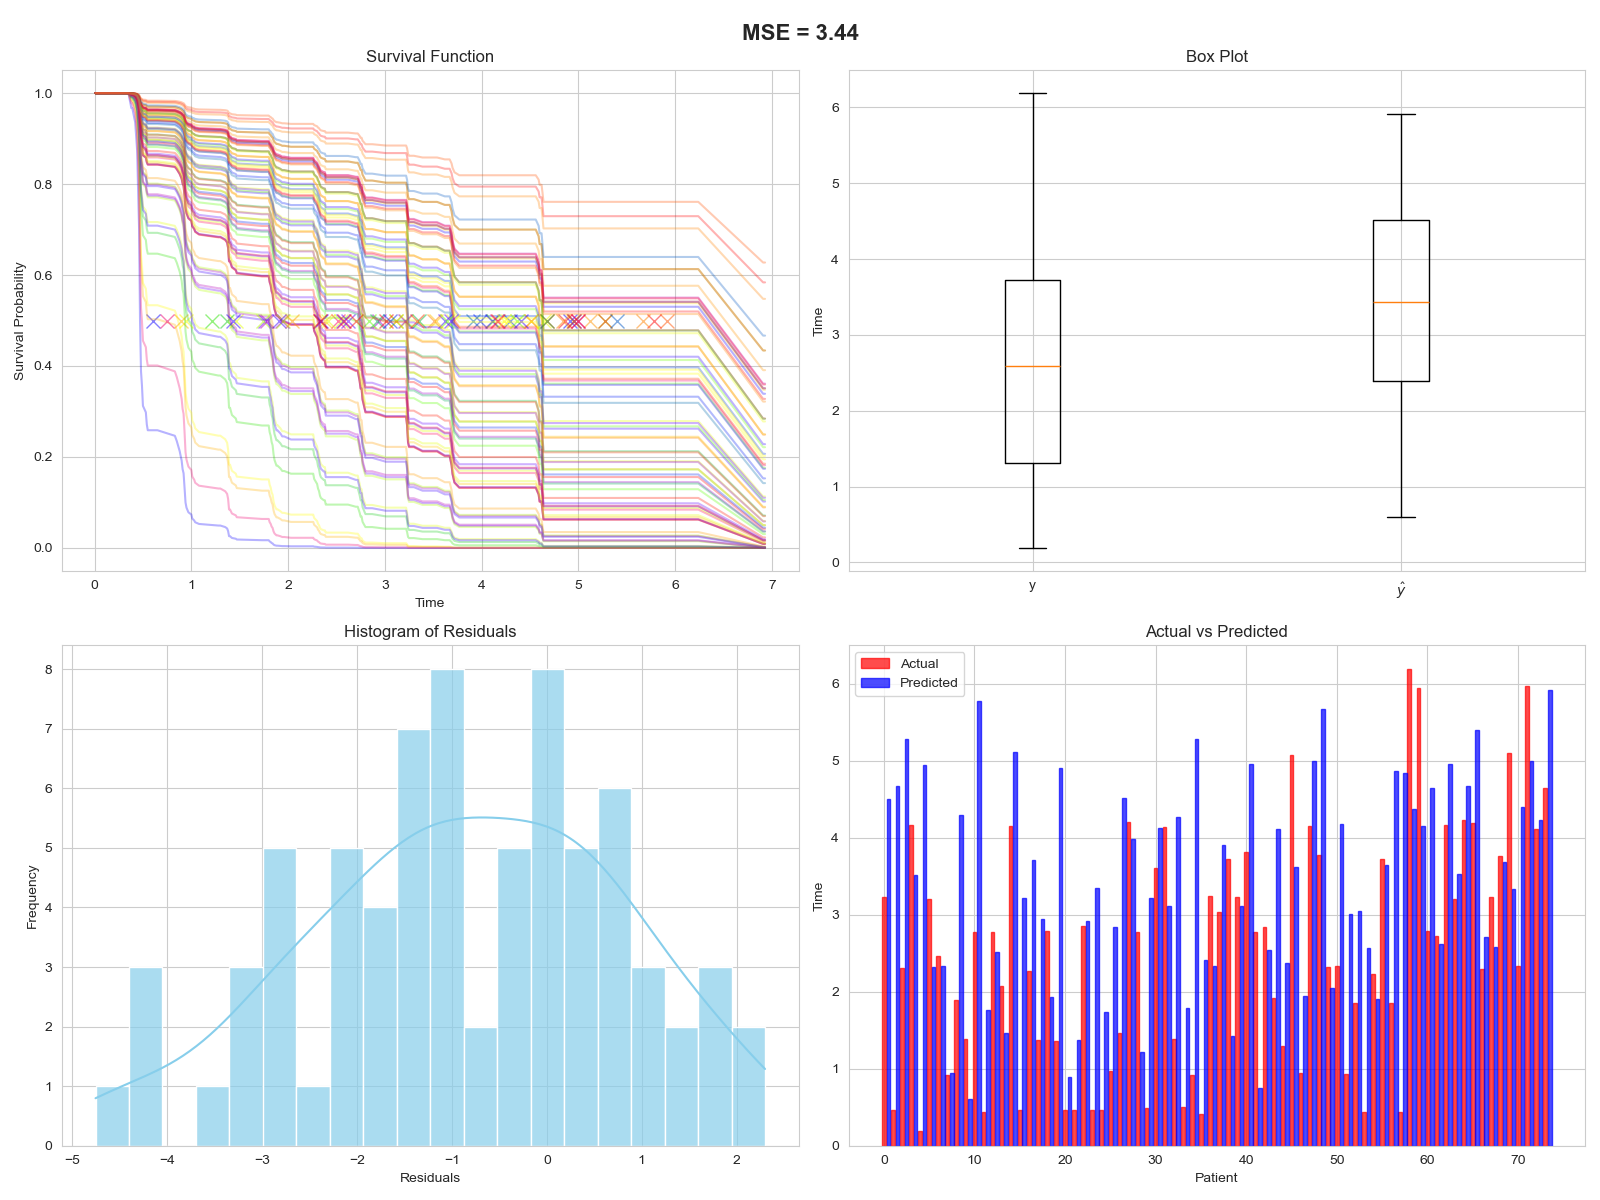 MSE = 3.44
Survival Function
Survival Probability
1.0
0.8
0.6
0.4
0.2
0.0
0 1 2 3 4 5 6 7
Time
Box Plot
Time
6
5
4
3
2
1
0
y ŷ
Histogram of Residuals
Frequency
8
7
6
5
4
3
2
1
0
−5 −4 −3 −2 −1 0 1 2
Residuals
Actual vs Predicted
Actual
Predicted
Time
6
5
4
3
2
1
0
0 10 20 30 40 50 60 70
Patient